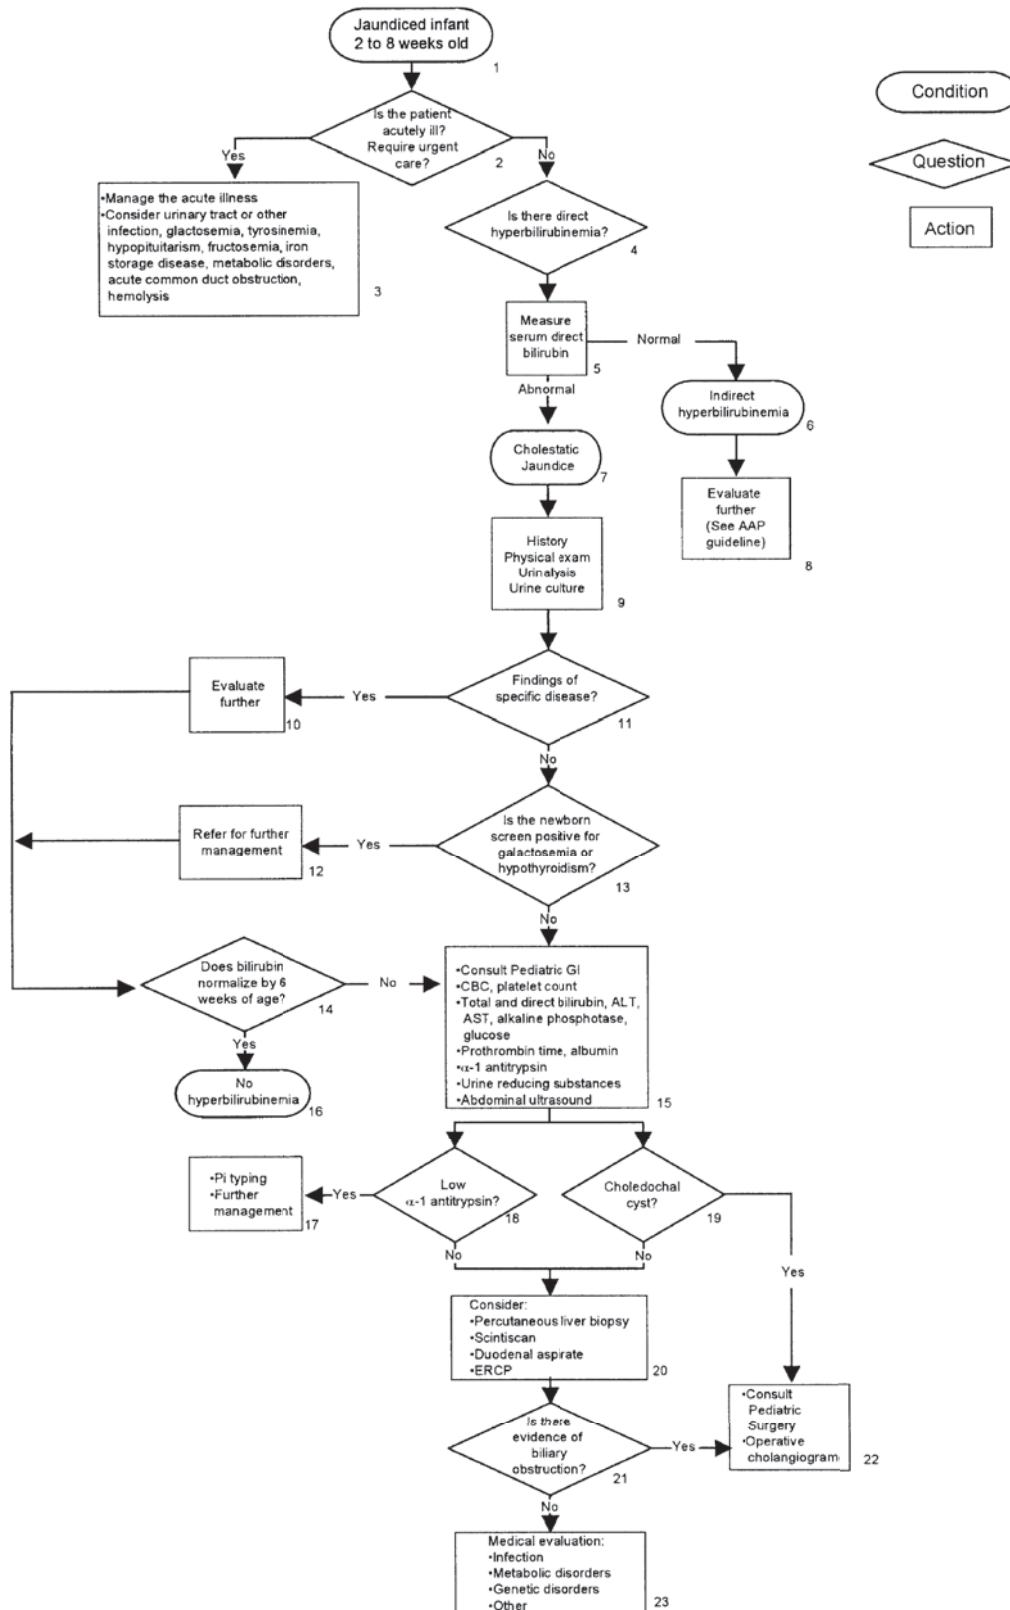 Jaundiced infant
2 to 8 weeks old
1
Is the patient
acutely ill?
Require urgent
care?
2
Yes
No
•Manage the acute illness
•Consider urinary tract or other
infection, glactosemia, tyrosinemia,
hypopituitarism, fructosemia, iron
storage disease, metabolic disorders,
acute common duct obstruction,
hemolysis
3
Is there direct
hyperbilirubinemia?
4
Condition
Question
Action
Measure
serum direct
bilirubin
5
Normal
Abnormal
Indirect
hyperbilirubinemia
6
Cholestatic
Jaundice
7
Evaluate
further
(See AAP
guideline)
8
History
Physical exam
Urinalysis
Urine culture
9
Findings of
specific disease?
11
Yes
Evaluate
further
10
No
Is the newborn
screen positive for
galactosemia or
hypothyroidism?
13
Yes
Refer for further
management
12
No
Does bilirubin
normalize by 6
weeks of age?
14
No
Yes
No
hyperbilirubinemia
16
•Consult Pediatric GI
•CBC, platelet count
•Total and direct bilirubin, ALT,
AST, alkaline phosphotase,
glucose
•Prothrombin time, albumin
•α-1 antitrypsin
•Urine reducing substances
•Abdominal ultrasound
15
Low
α-1 antitrypsin?
18
Yes
•Pi typing
•Further
management
17
Choledochal
cyst?
19
No
No
Yes
Consider:
•Percutaneous liver biopsy
•Scintiscan
•Duodenal aspirate
•ERCP
20
Is there
evidence of
biliary
obstruction?
21
Yes
•Consult
Pediatric
Surgery
•Operative
cholangiogram
22
No
Medical evaluation:
•Infection
•Metabolic disorders
•Genetic disorders
•Other
23